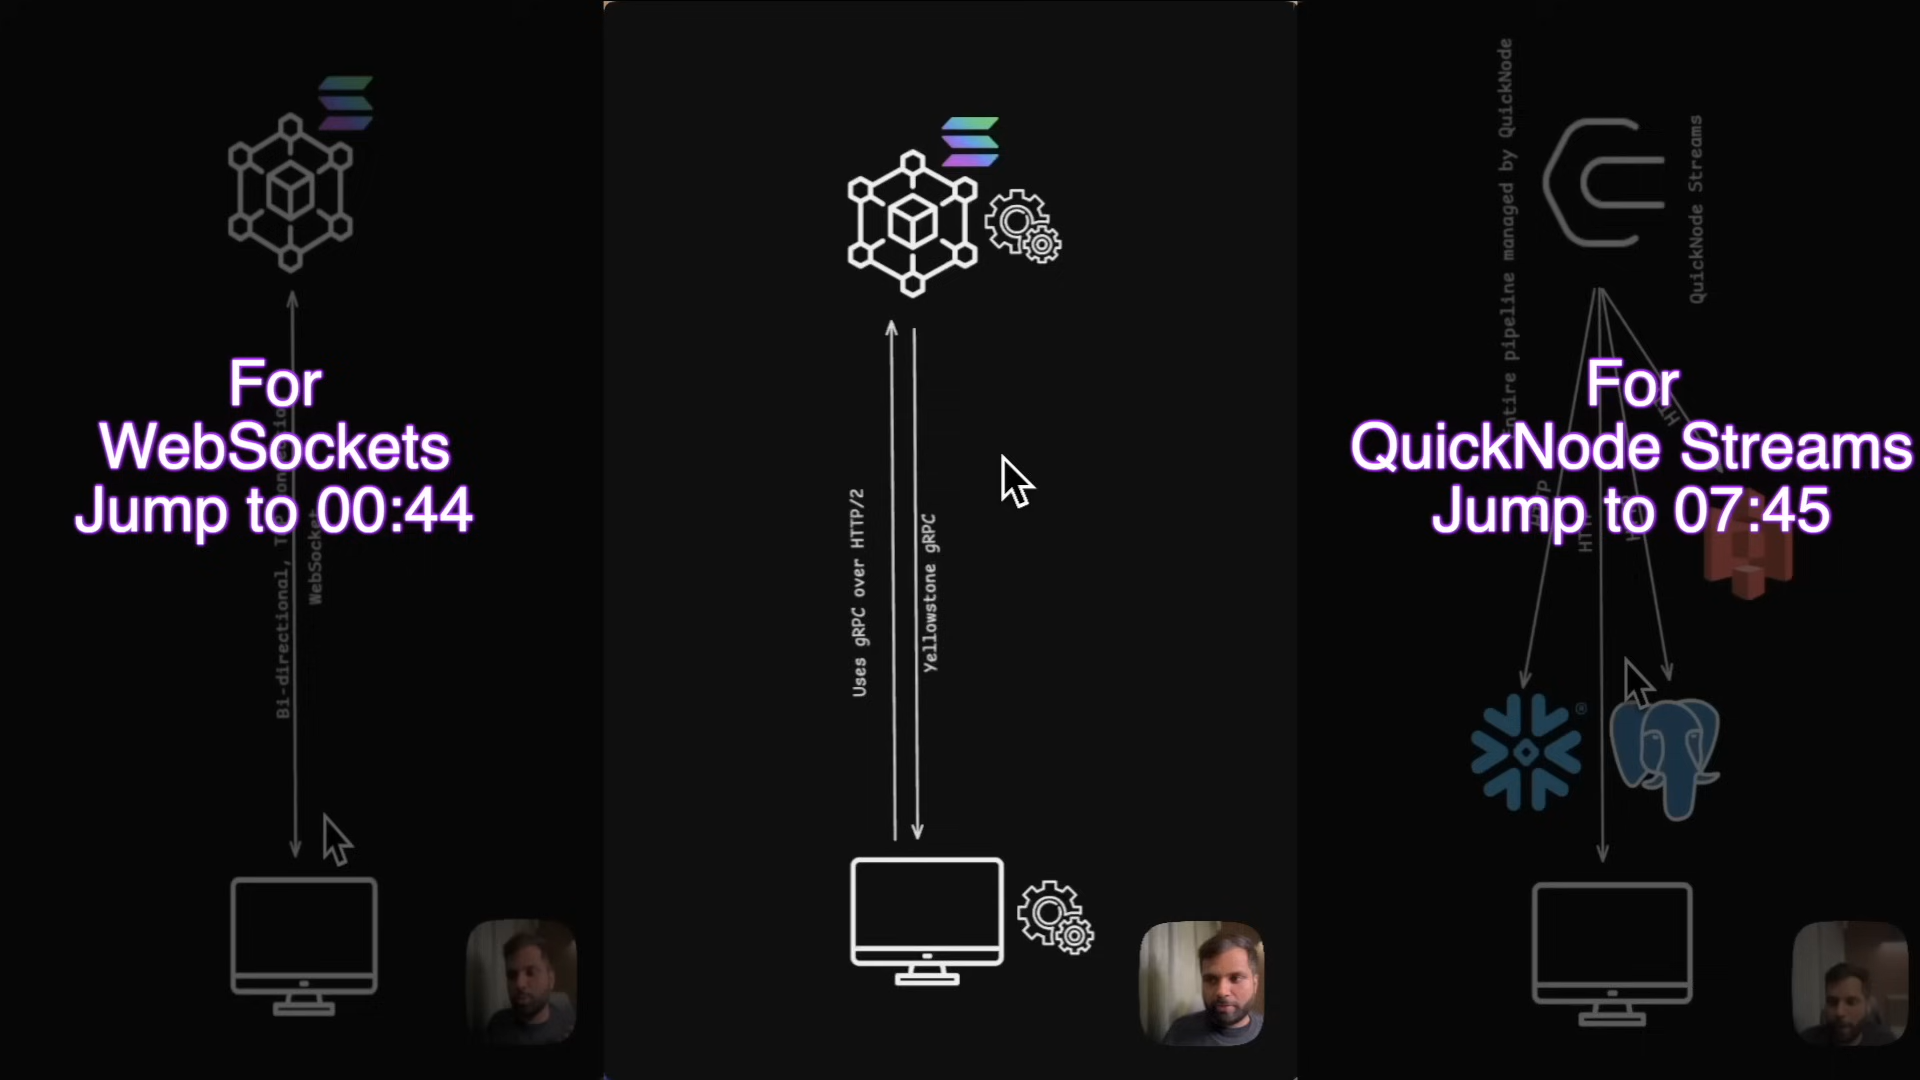 For
WebSockets
Jump to 00:44
Bi-directional,
WebSocket
Uses gRPC over HTTP/2
Yellowstone gRPC
For
QuickNode Streams
Jump to 07:45
Entire pipeline managed by QuickNode
QuickNode Streams